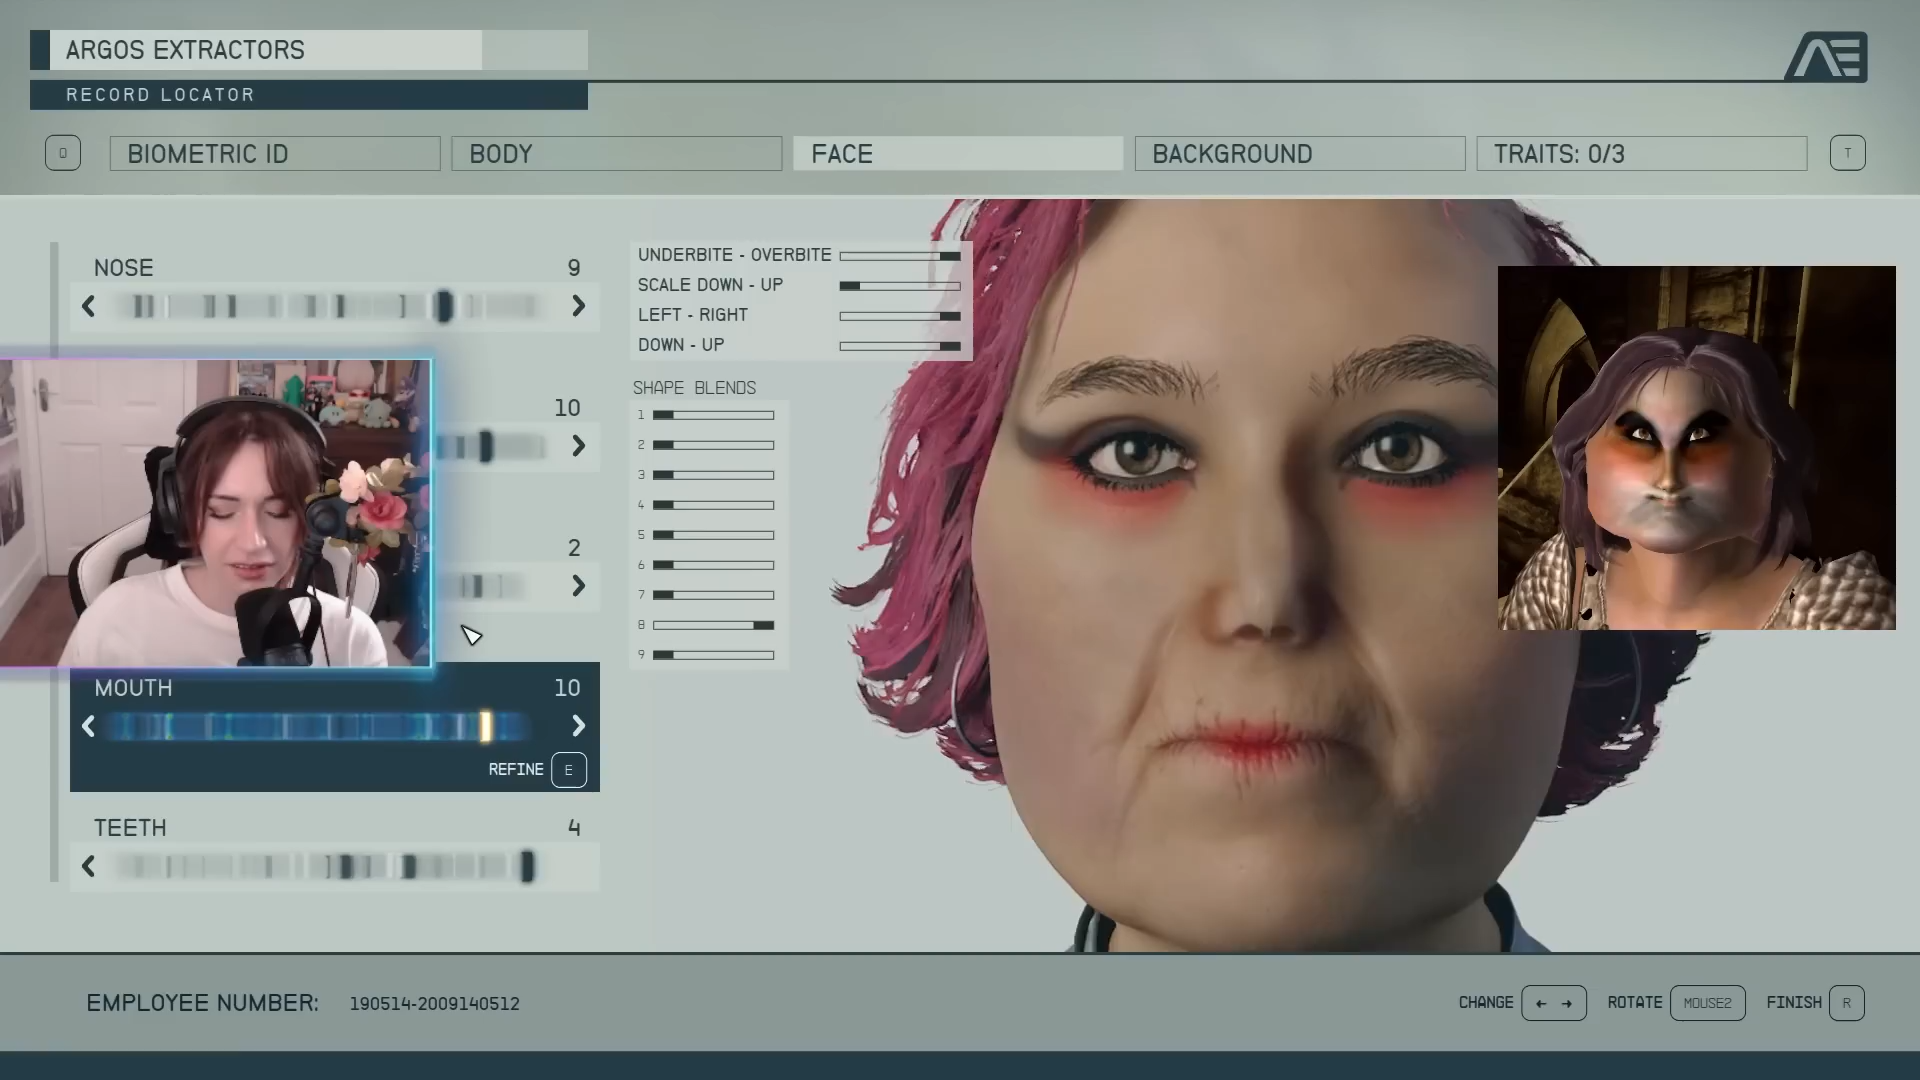 ARGOS EXTRACTORS
RECORD LOCATOR
AE
Q BIOMETRIC ID BODY FACE BACKGROUND TRAITS: 0/3 T
NOSE 9
10
2
MOUTH 10
REFINE E
TEETH 4
UNDERBITE - OVERBITE
SCALE DOWN - UP
LEFT - RIGHT
DOWN - UP
SHAPE BLENDS
1
2
3
4
5
6
7
8
9
EMPLOYEE NUMBER: 190514-2009140512
CHANGE ← → ROTATE MOUSE2 FINISH R